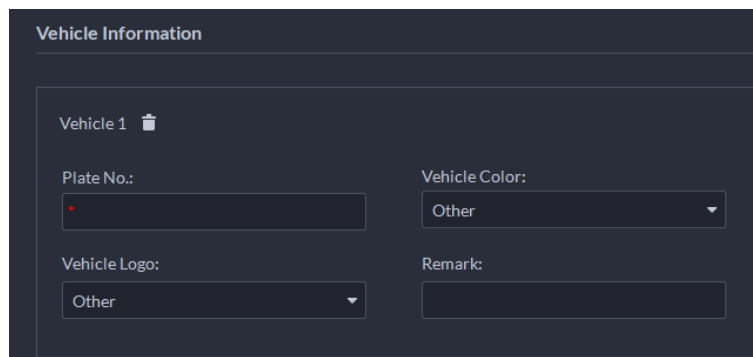 Vehicle Information
Vehicle 1
Plate No.:
Vehicle Color:
*
Other
Vehicle Logo:
Remark:
Other